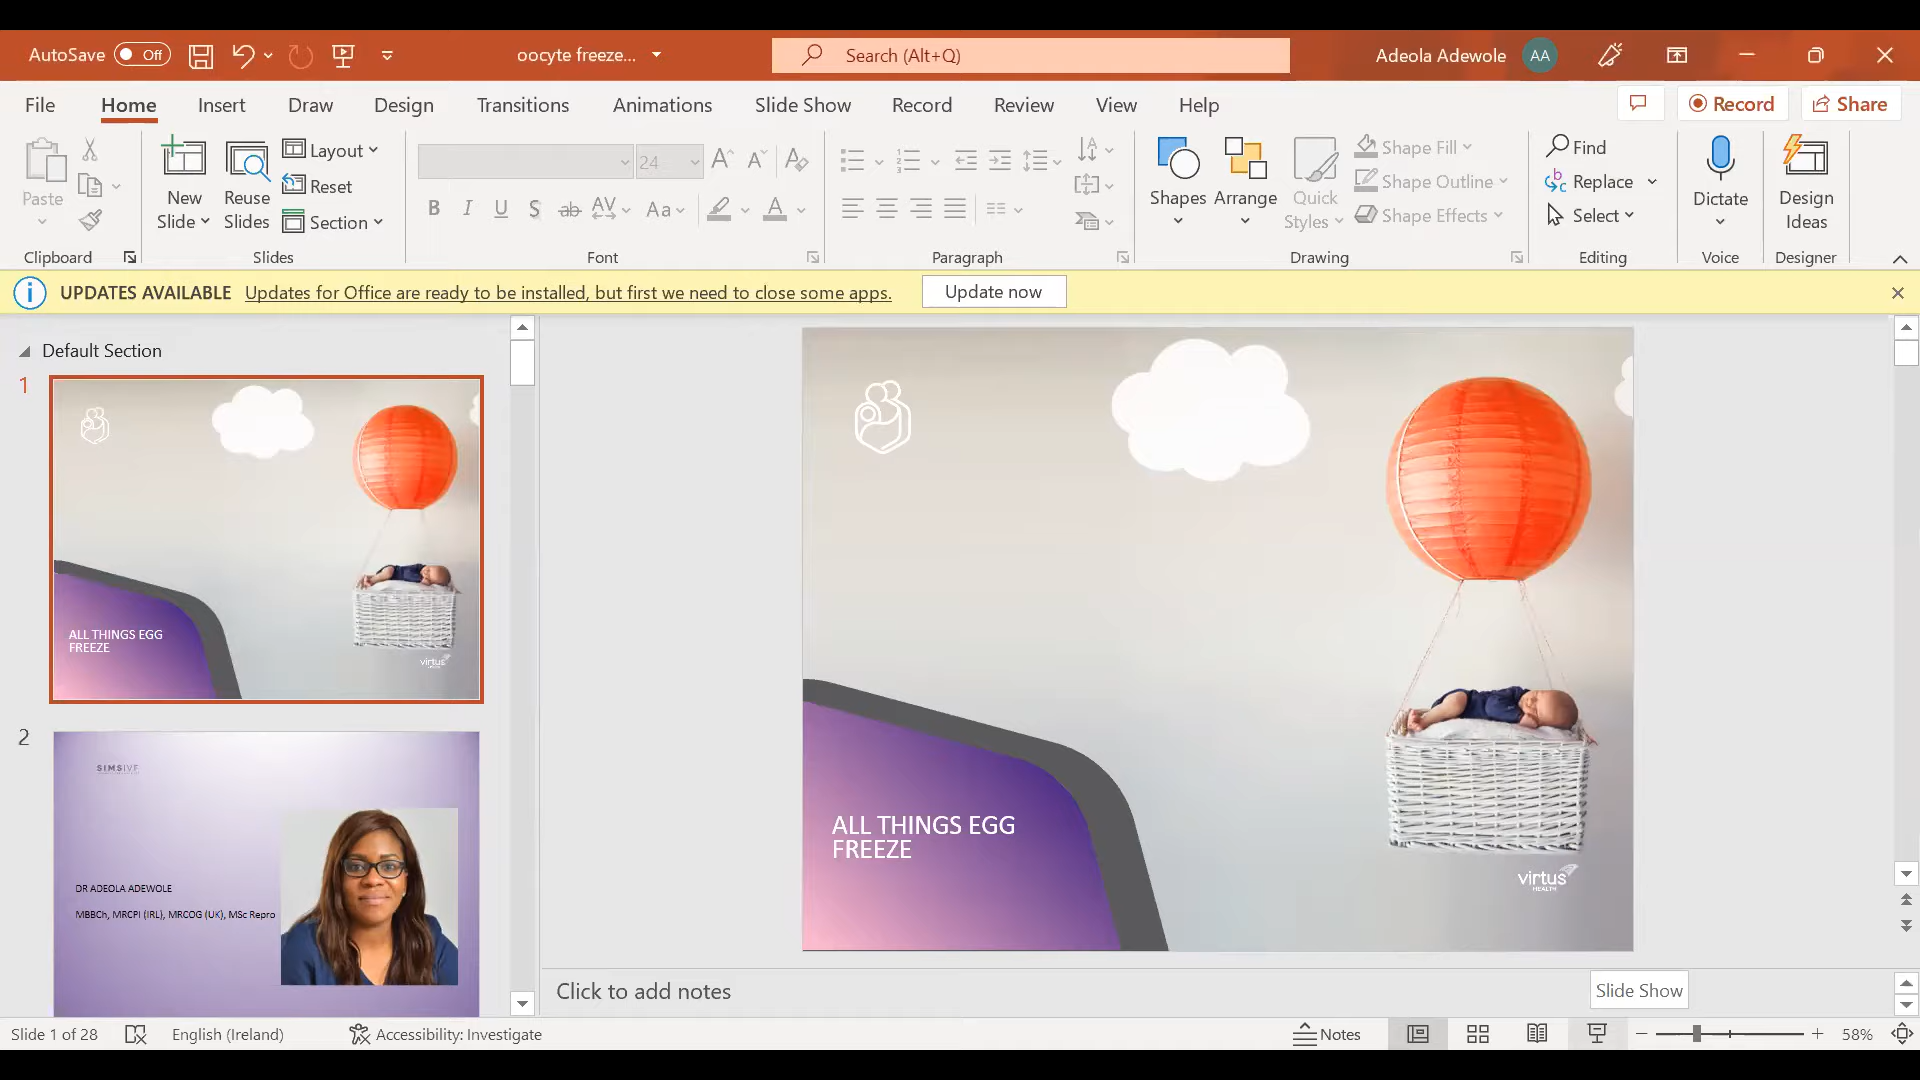 AutoSave Off
oocyte freeze...
Search (Alt+Q)
Adeola Adewole AA
File Home Insert Draw Design Transitions Animations Slide Show Record Review View Help
Record Share
Paste
Clipboard
New Slide
Reuse Slides
Layout
Reset
Section
Slides
24
B I U S ab AV Aa A
Font
Paragraph
Shapes
Arrange
Quick Styles
Shape Fill
Shape Outline
Shape Effects
Drawing
Find
Replace
Select
Editing
Dictate
Voice
Design Ideas
Designer
UPDATES AVAILABLE Updates for Office are ready to be installed, but first we need to close some apps. Update now
Default Section
1
ALL THINGS EGG
FREEZE
virtus
2
SIMSIVF
DR ADEOLA ADEWOLE
MBBCh, MRCPI (IRL), MRCOG (UK), MSc Repro
ALL THINGS EGG
FREEZE
virtus
HEALTH
Click to add notes
Slide Show
Slide 1 of 28 English (Ireland) Accessibility: Investigate Notes 58%